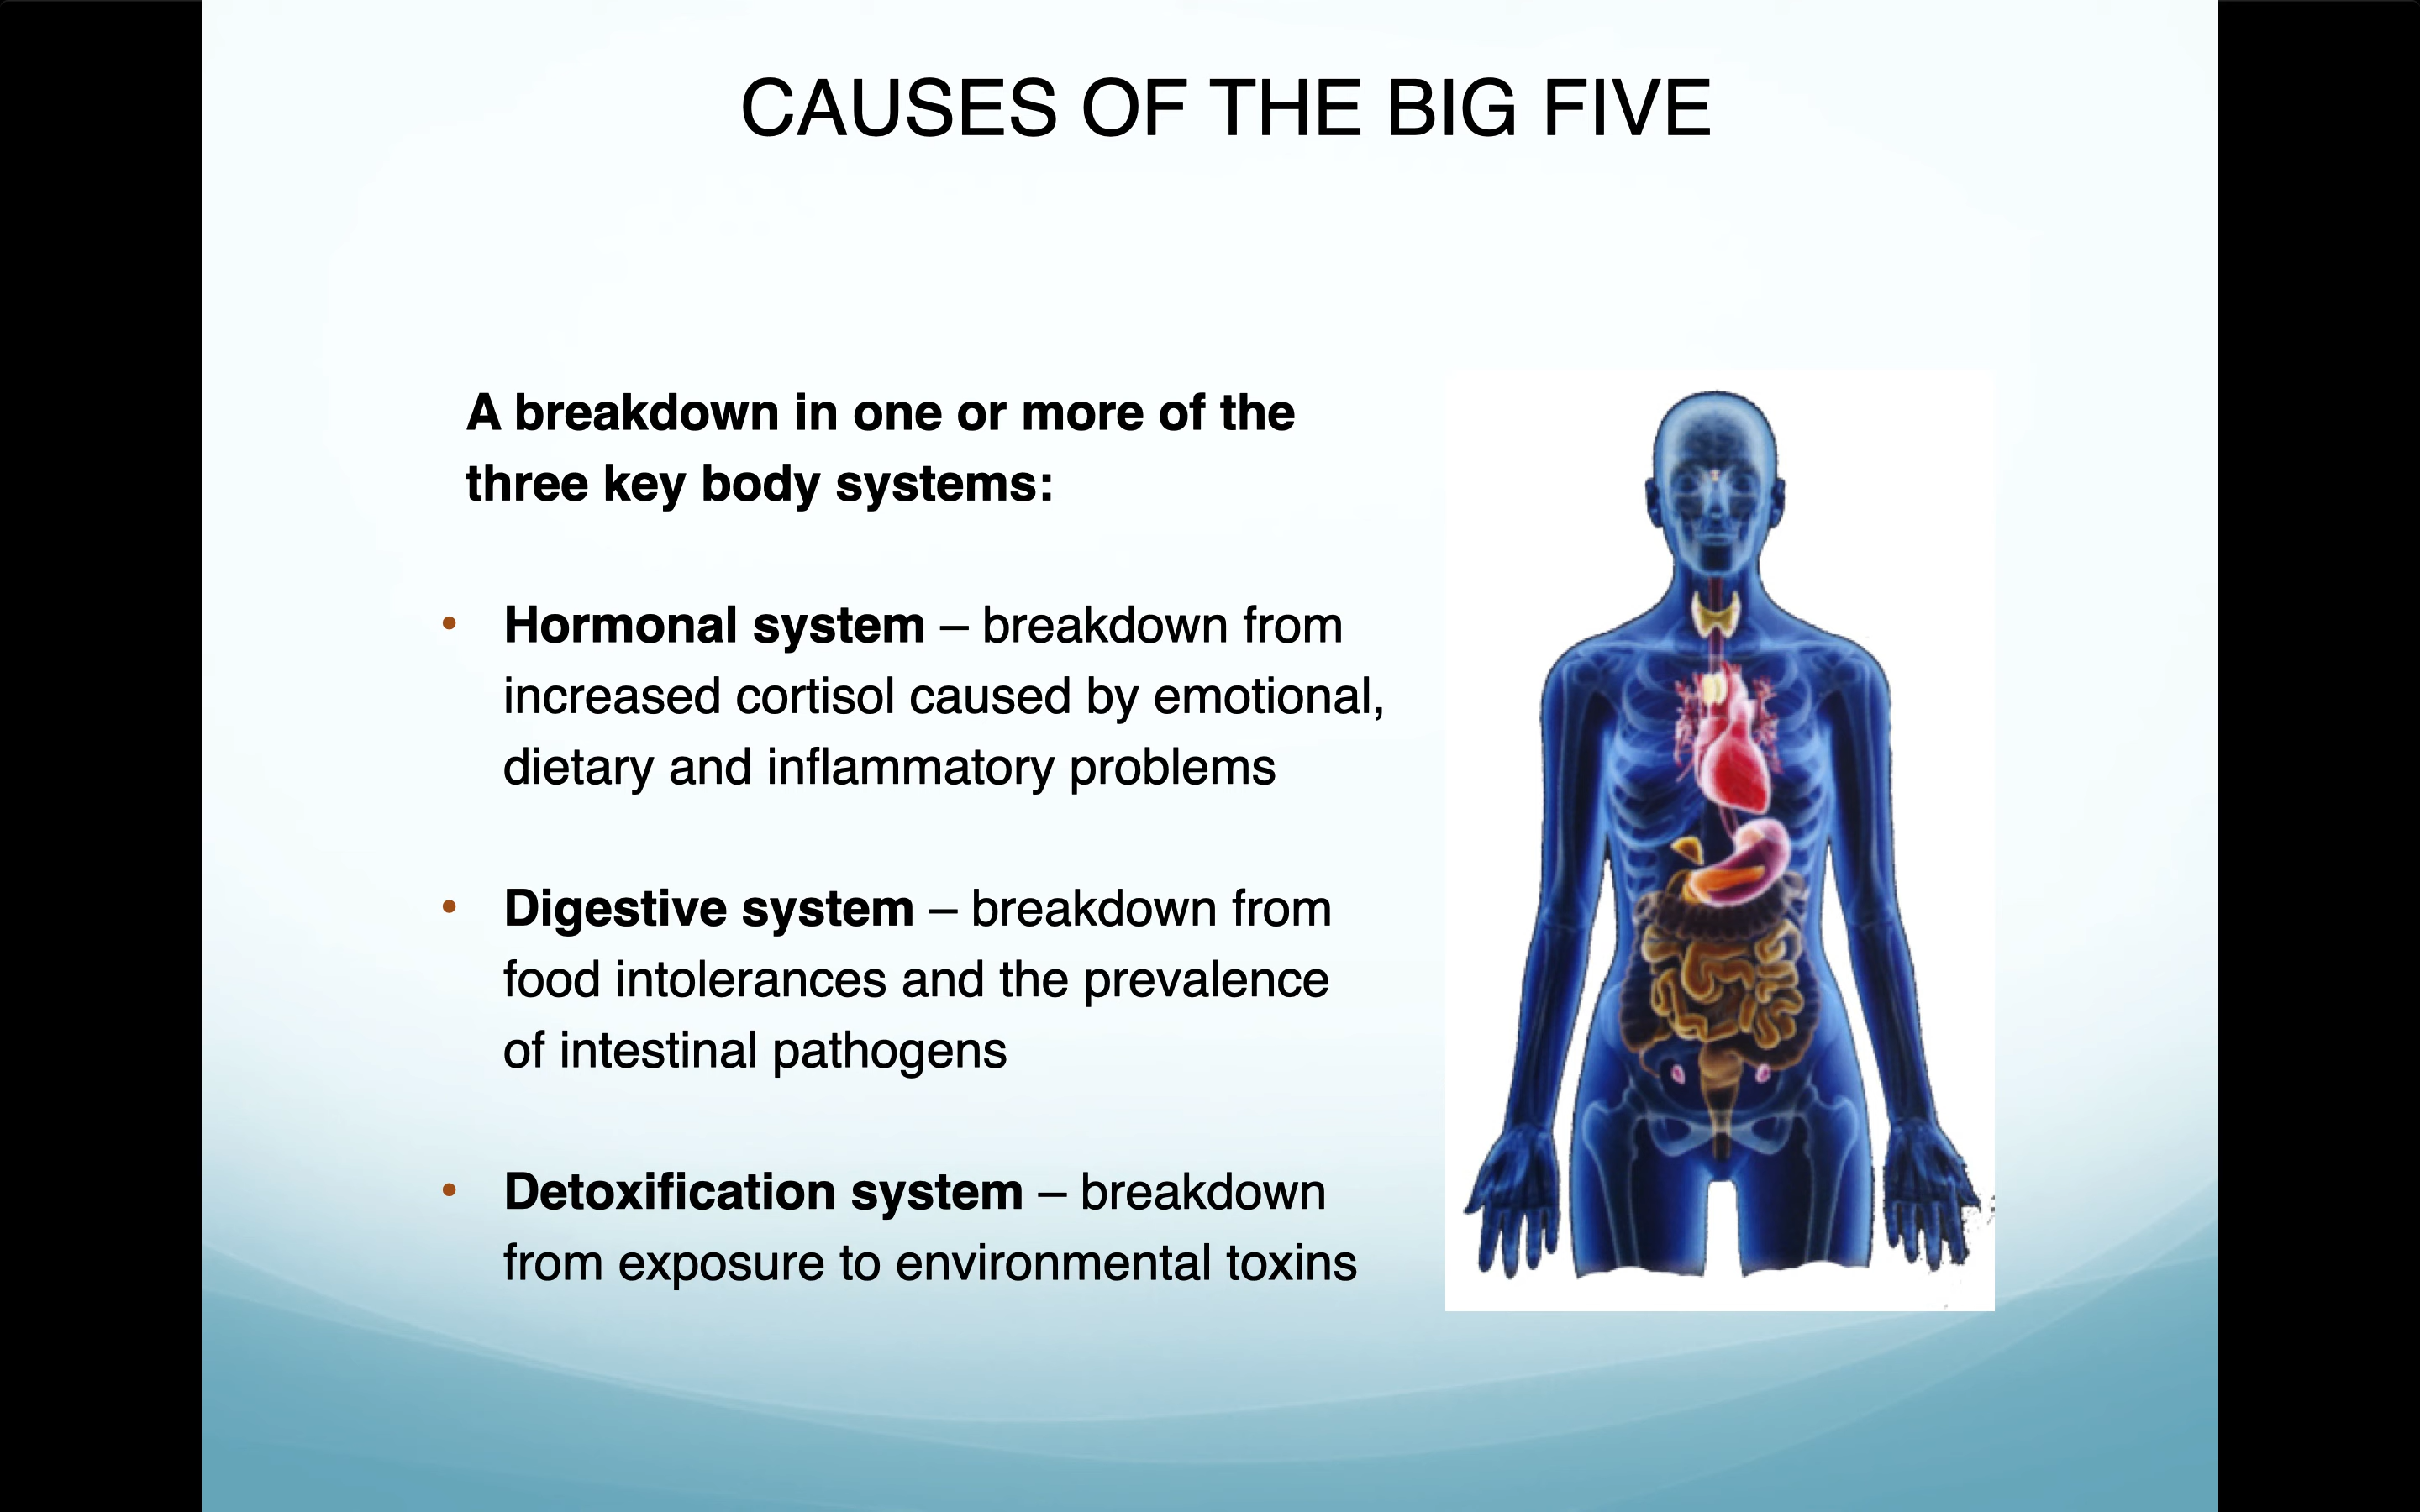 CAUSES OF THE BIG FIVE
A breakdown in one or more of the
three key body systems:
• Hormonal system – breakdown from
increased cortisol caused by emotional,
dietary and inflammatory problems
• Digestive system – breakdown from
food intolerances and the prevalence
of intestinal pathogens
• Detoxification system – breakdown
from exposure to environmental toxins